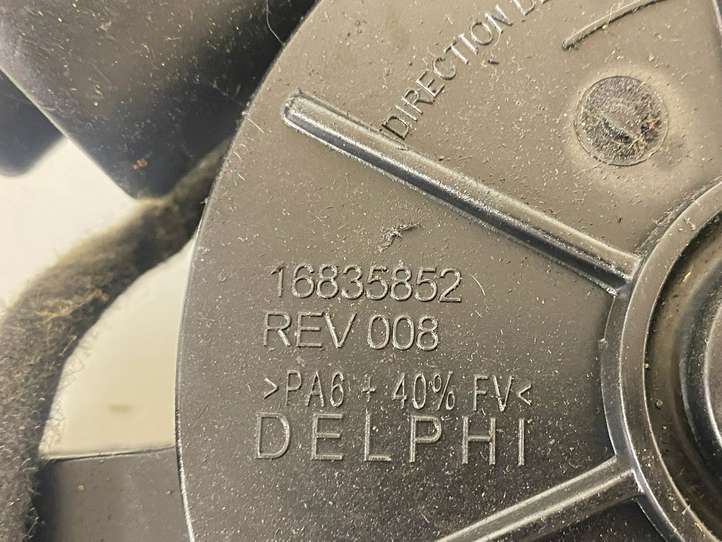 DIRECTION
16835852
REV 008
>PA6 + 40% FV<
DELPHI